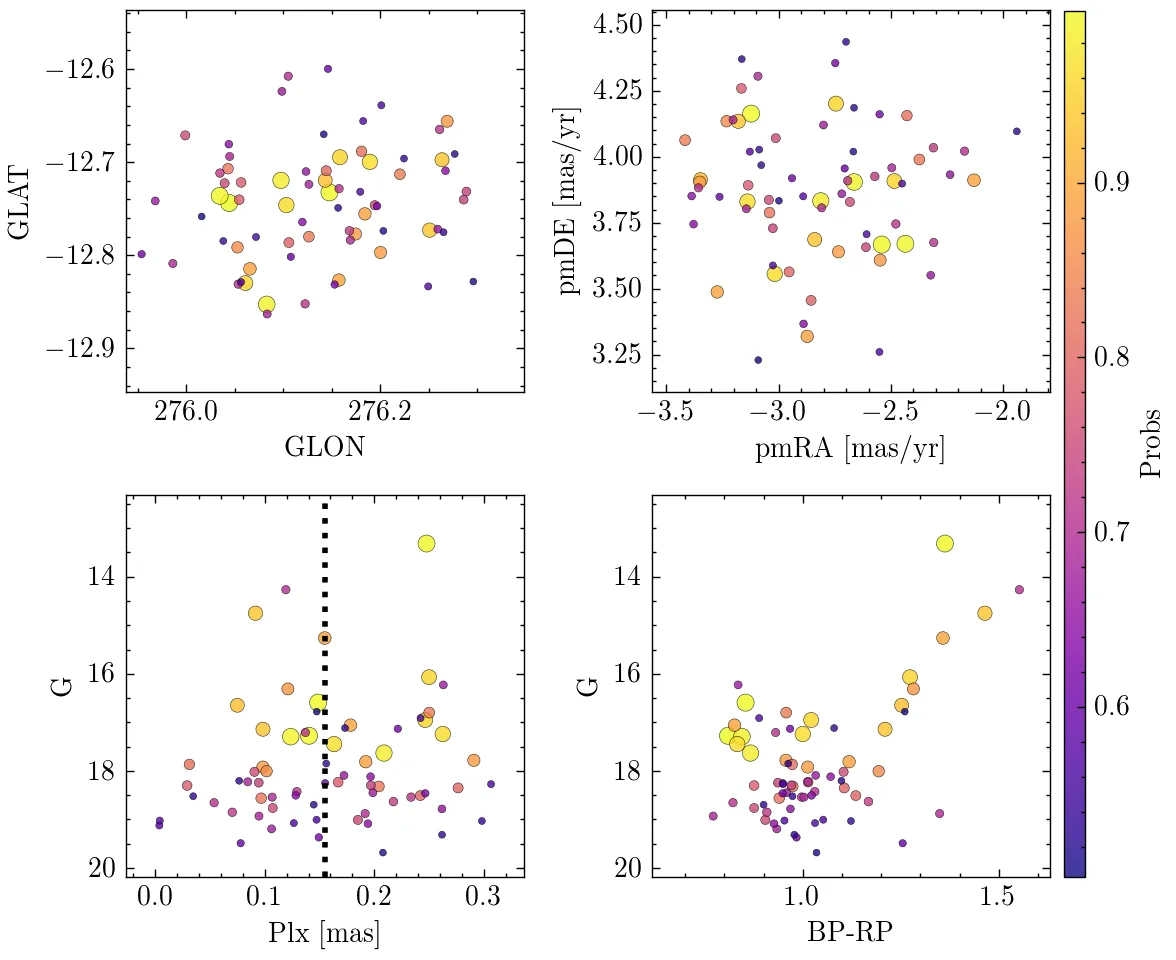 −12.6
−12.7
−12.8
−12.9
GLAT
276.0 276.2
GLON
4.50
4.25
4.00
3.75
3.50
3.25
pmDE [mas/yr]
−3.5 −3.0 −2.5 −2.0
pmRA [mas/yr]
14
16
18
20
G
0.0 0.1 0.2 0.3
Plx [mas]
14
16
18
20
G
1.0 1.5
BP-RP
0.9
0.8
0.7
0.6
Probs